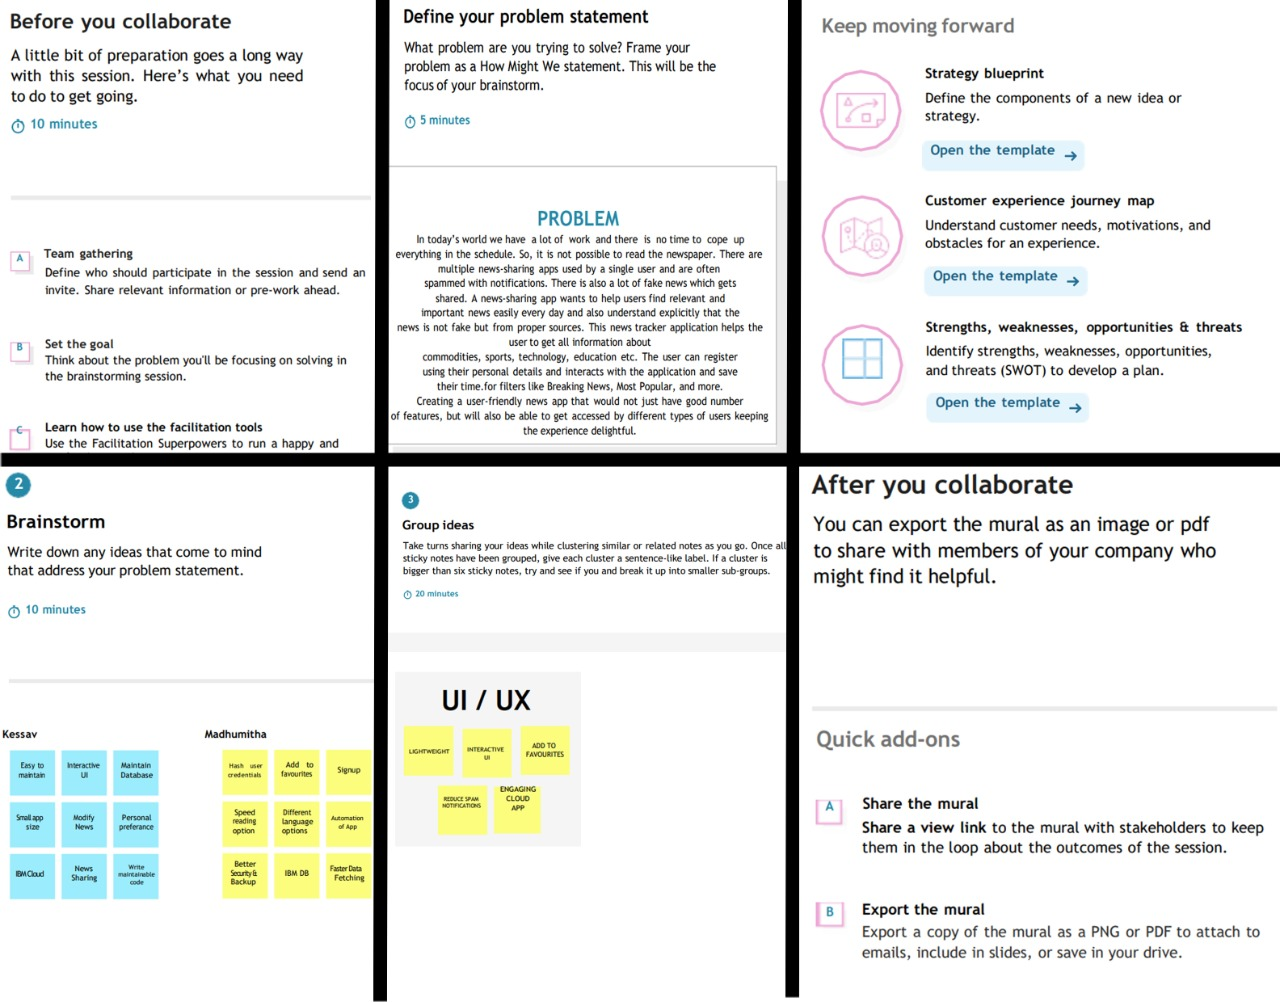 Before you collaborate
A little bit of preparation goes a long way
with this session. Here's what you need
to do to get going.
10 minutes
A
Team gathering
Define who should participate in the session and send an
invite. Share relevant information or pre-work ahead.
B
Set the goal
Think about the problem you'll be focusing on solving in
the brainstorming session.
C
Learn how to use the facilitation tools
Use the Facilitation Superpowers to run a happy and
Define your problem statement
What problem are you trying to solve? Frame your
problem as a How Might We statement. This will be the
focus of your brainstorm.
5 minutes
PROBLEM
In today's world we have a lot of work and there is no time to cope up
everything in the schedule. So, it is not possible to read the newspaper. There are
multiple news-sharing apps used by a single user and are often
spammed with notifications. There is also a lot of fake news which gets
shared. A news-sharing app wants to help users find relevant and
important news easily every day and also understand explicitly that the
news is not fake but from proper sources. This news tracker application helps the
user to get all information about
commodities, sports, technology, education etc. The user can register
using their personal details and interacts with the application and save
their time.for filters like Breaking News, Most Popular, and more.
Creating a user-friendly news app that would not just have good number
of features, but will also be able to get accessed by different types of users keeping
the experience delightful.
Keep moving forward
Strategy blueprint
Define the components of a new idea or
strategy.
Open the template →
Customer experience journey map
Understand customer needs, motivations, and
obstacles for an experience.
Open the template →
Strengths, weaknesses, opportunities & threats
Identify strengths, weaknesses, opportunities,
and threats (SWOT) to develop a plan.
Open the template →
2
Brainstorm
Write down any ideas that come to mind
that address your problem statement.
10 minutes
Kessav
Easy to
maintain
Interactive
UI
Maintain
Database
Small app
size
Modify
News
Personal
preferance
IBM Cloud
News
Sharing
Write
maintainable
code
Madhumitha
Hash user
credentials
Add to
favourites
Signup
Speed
reading
option
Different
language
options
Automation
of App
Better
Security &
Backup
IBM DB
Faster Data
Fetching
3
Group ideas
Take turns sharing your ideas while clustering similar or related notes as you go. Once all
sticky notes have been grouped, give each cluster a sentence-like label. If a cluster is
bigger than six sticky notes, try and see if you and break it up into smaller sub-groups.
20 minutes
UI / UX
LIGHTWEIGHT
INTERACTIVE
UI
ADD TO
FAVOURITES
REDUCE SPAM
NOTIFICATIONS
ENGAGING
CLOUD
APP
After you collaborate
You can export the mural as an image or pdf
to share with members of your company who
might find it helpful.
Quick add-ons
A
Share the mural
Share a view link to the mural with stakeholders to keep
them in the loop about the outcomes of the session.
B
Export the mural
Export a copy of the mural as a PNG or PDF to attach to
emails, include in slides, or save in your drive.